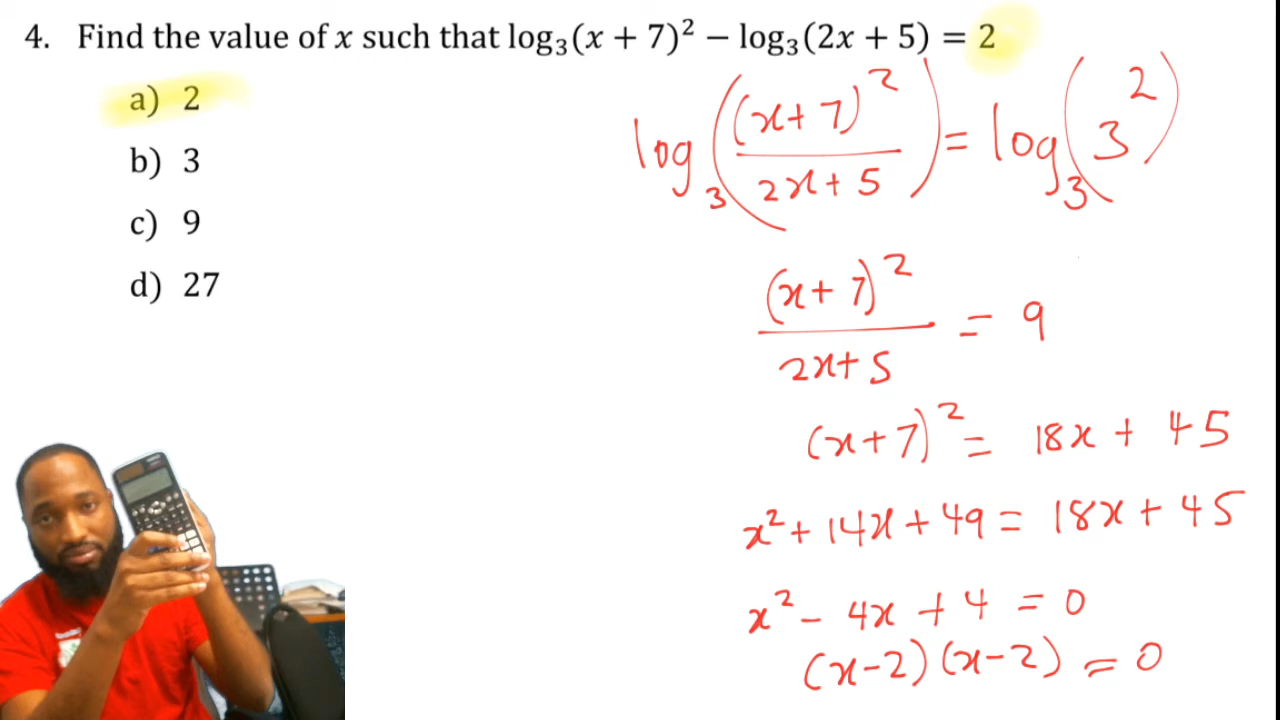 4. Find the value of x such that log₃(x + 7)² − log₃(2x + 5) = 2
a) 2
b) 3
c) 9
d) 27
log₃((x+7)²/(2x+5)) = log₃(3²)
(x+7)²/(2x+5) = 9
(x+7)² = 18x + 45
x² + 14x + 49 = 18x + 45
x² − 4x + 4 = 0
(x−2)(x−2) = 0